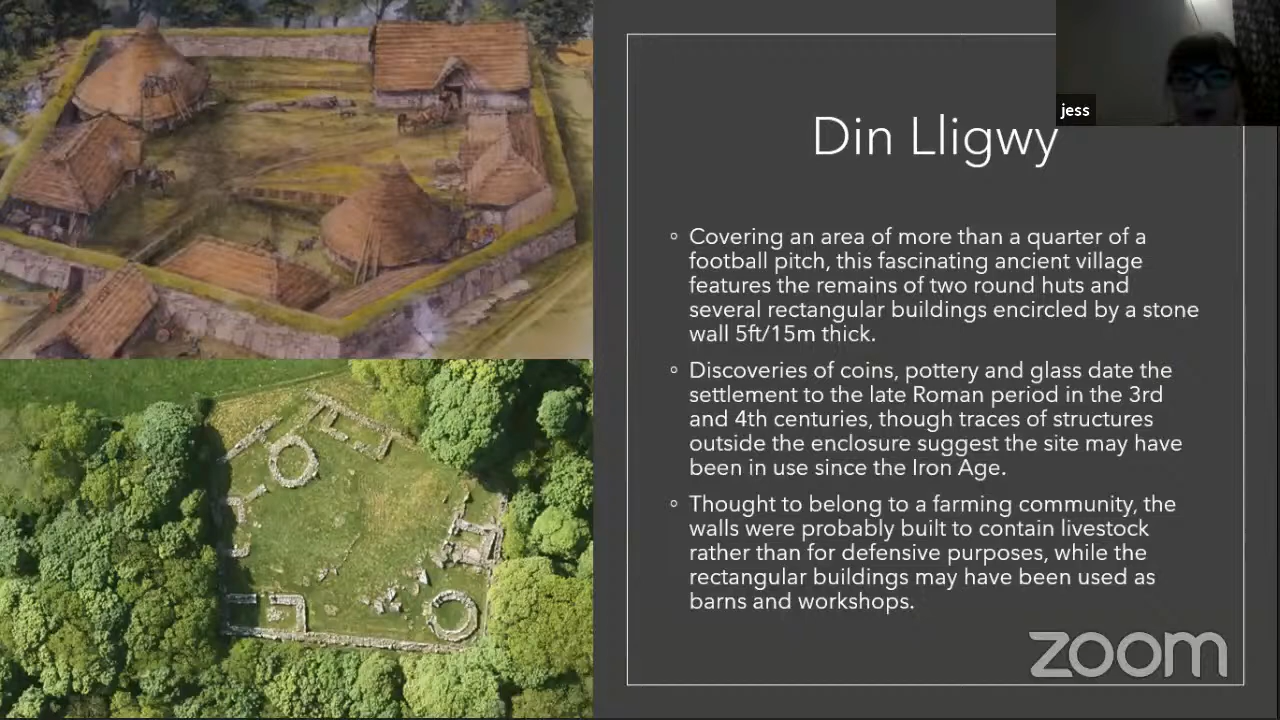 jess
Din Lligwy
Covering an area of more than a quarter of a
football pitch, this fascinating ancient village
features the remains of two round huts and
several rectangular buildings encircled by a stone
wall 5ft/15m thick.
Discoveries of coins, pottery and glass date the
settlement to the late Roman period in the 3rd
and 4th centuries, though traces of structures
outside the enclosure suggest the site may have
been in use since the Iron Age.
Thought to belong to a farming community, the
walls were probably built to contain livestock
rather than for defensive purposes, while the
rectangular buildings may have been used as
barns and workshops.
zoom